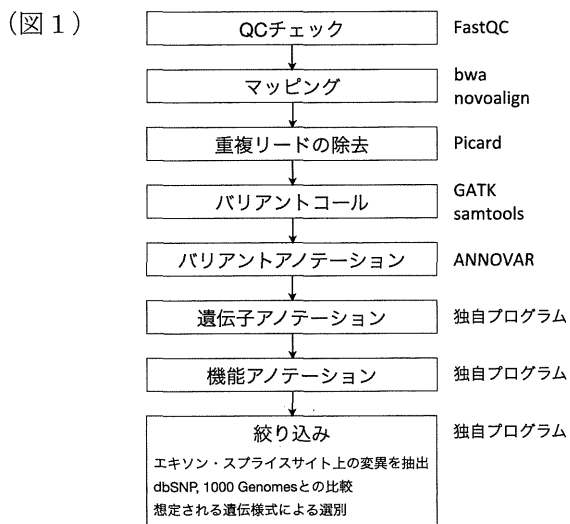 （図１）
QCチェック
FastQC
マッピング
bwa
novoalign
重複リードの除去
Picard
バリアントコール
GATK
samtools
バリアントアノテーション
ANNOVAR
遺伝子アノテーション
独自プログラム
機能アノテーション
独自プログラム
絞り込み
独自プログラム
エキソン・スプライスサイト上の変異を抽出
dbSNP, 1000 Genomesとの比較
想定される遺伝様式による選別